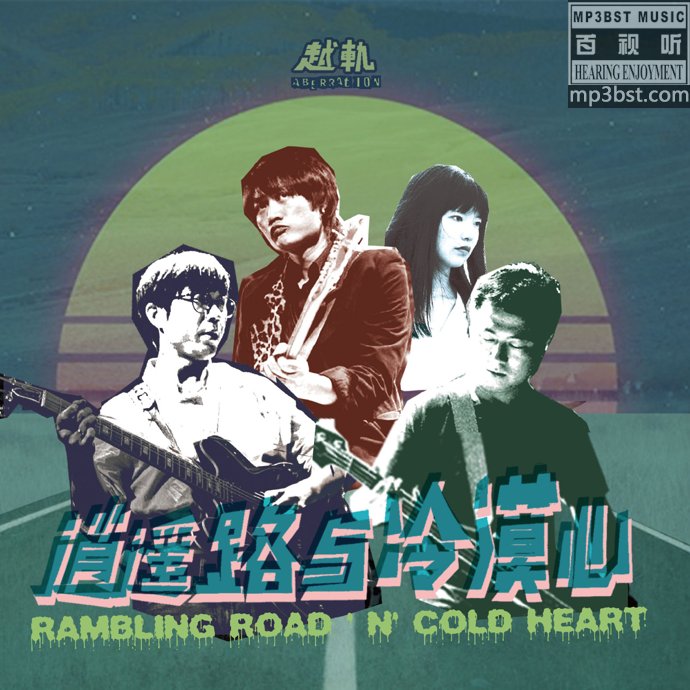 越軌
ABERRATION
MP3BST MUSIC
百视听
HEARING ENJOYMENT
mp3bst.com
逍遥路与冷漠心
RAMBLING ROAD 'N' COLD HEART